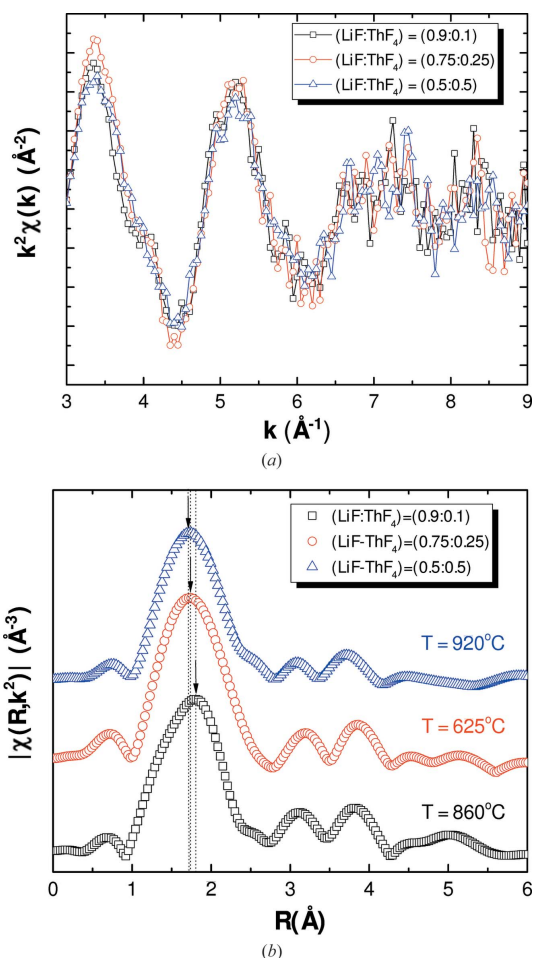 k²χ(k) (Å⁻²)
(LiF:ThF₄) = (0.9:0.1)
(LiF:ThF₄) = (0.75:0.25)
(LiF:ThF₄) = (0.5:0.5)
3 4 5 6 7 8 9
k (Å⁻¹)
(a)
|χ(R,k²)| (Å⁻³)
(LiF:ThF₄)=(0.9:0.1)
(LiF-ThF₄)=(0.75:0.25)
(LiF-ThF₄)=(0.5:0.5)
T = 920°C
T = 625°C
T = 860°C
0 1 2 3 4 5 6
R(Å)
(b)